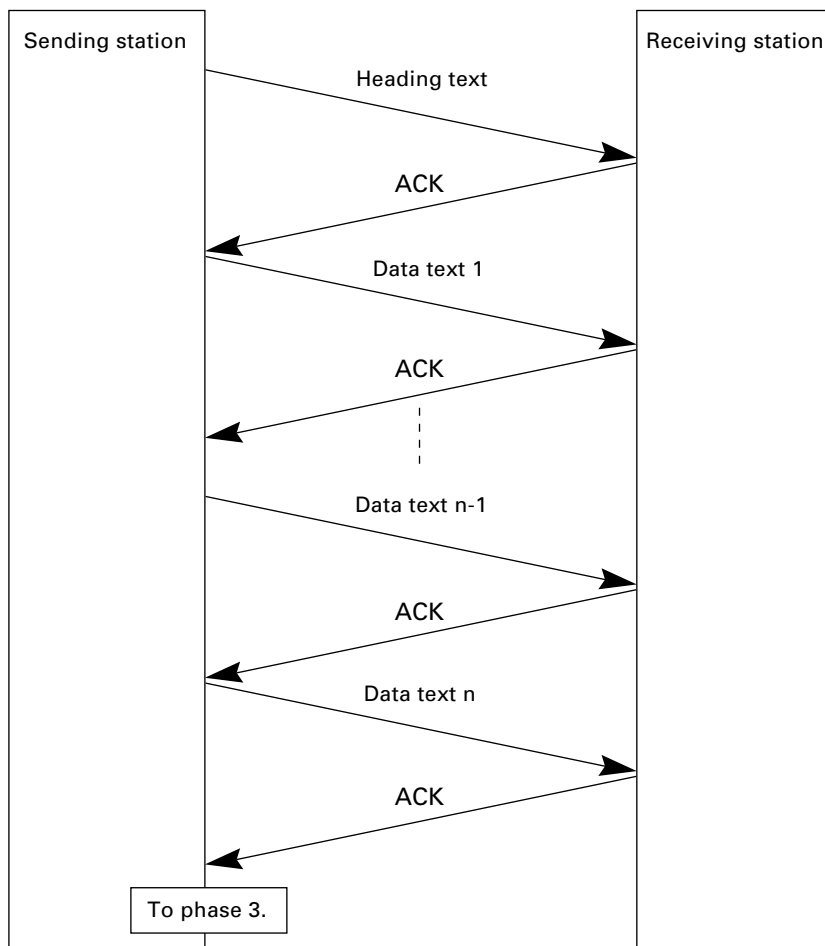 Sending station
Receiving station
Heading text
ACK
Data text 1
ACK
Data text n-1
ACK
Data text n
ACK
To phase 3.